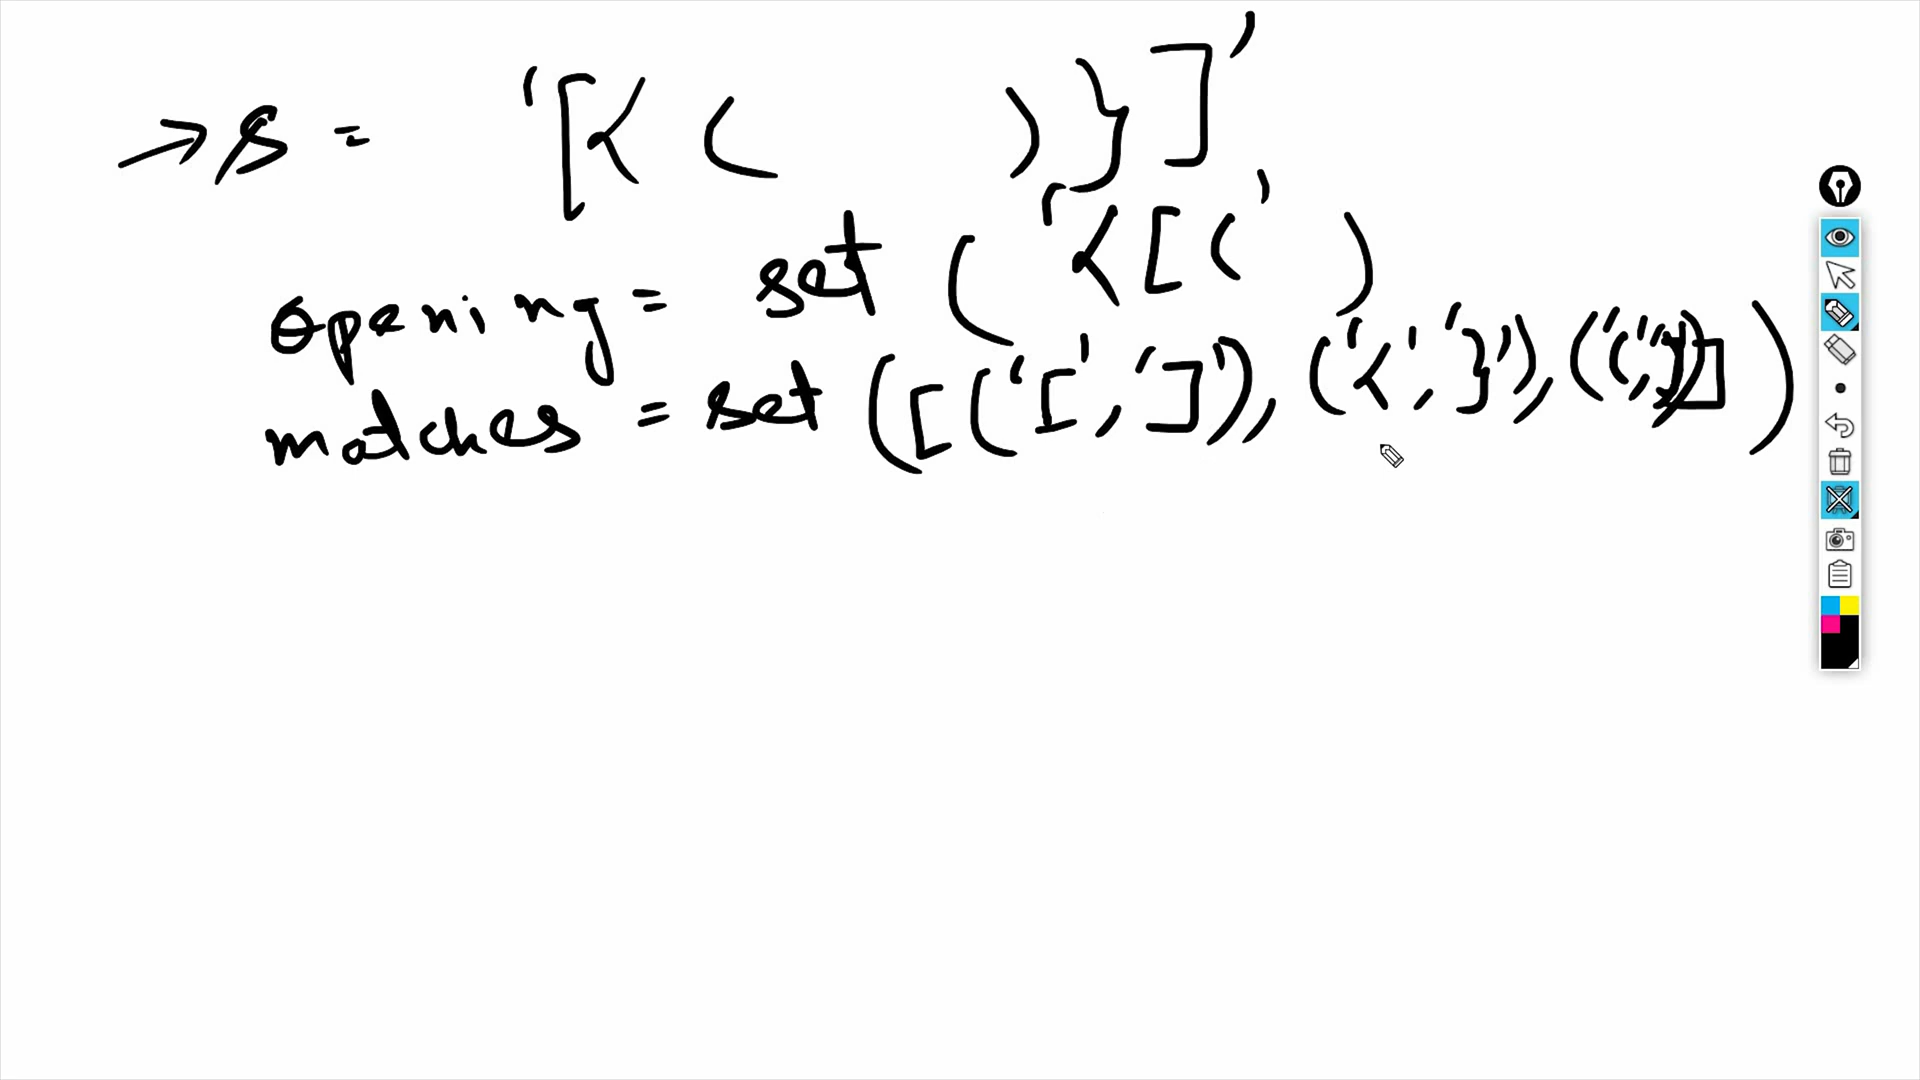 → s = '[{ ( )}]'
opening = set ( '{[(' )
matches = set ([('[',']'),('{','}'),('(',')')])